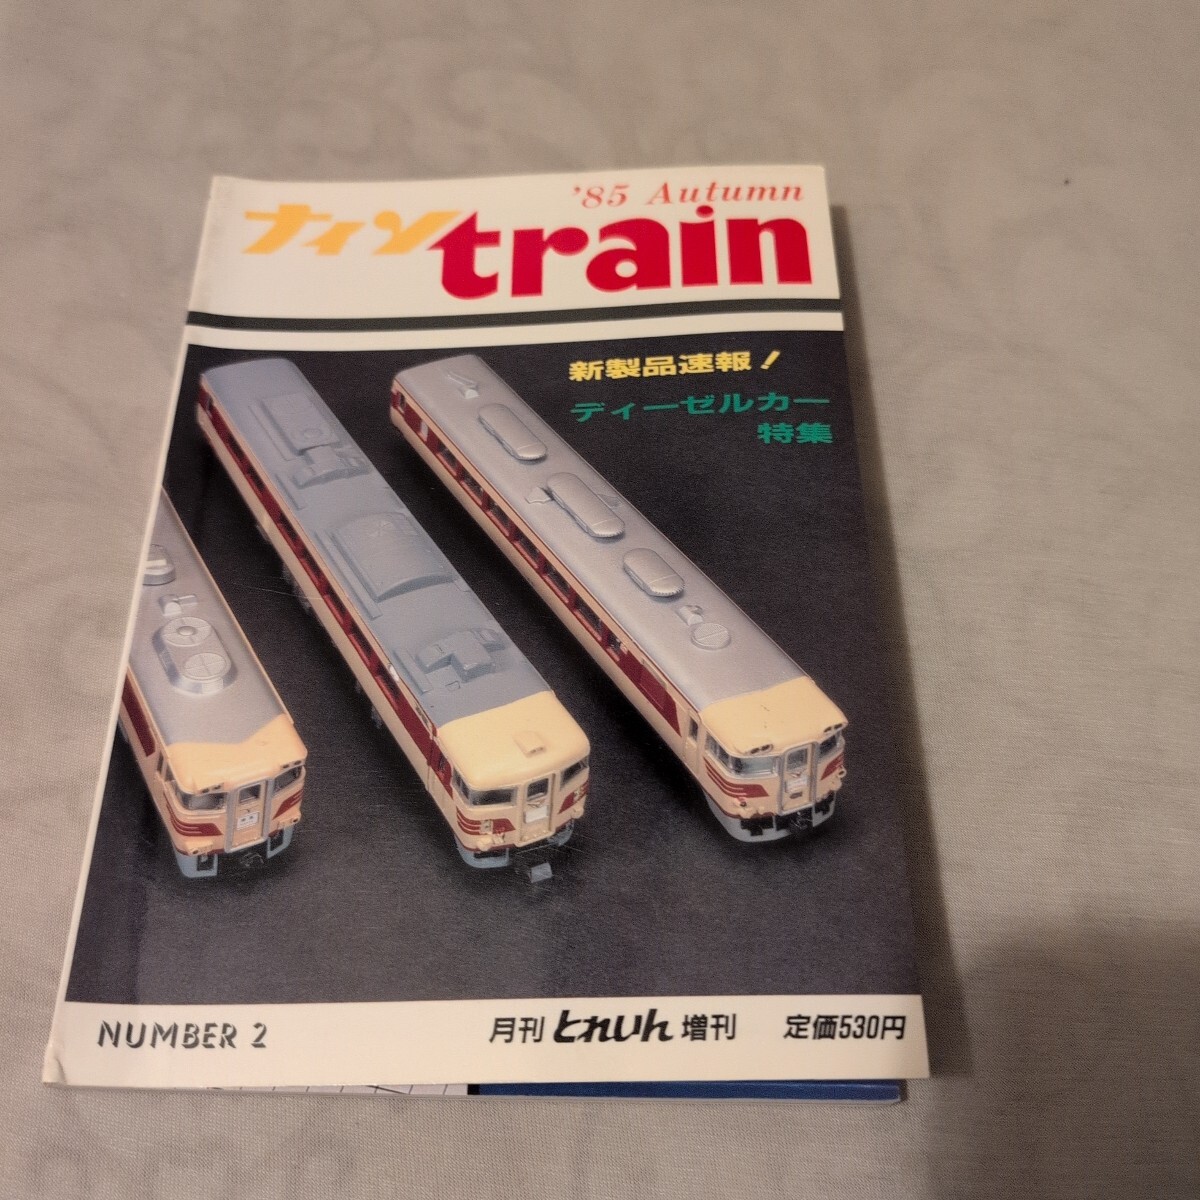 '85 Autumn
ナインtrain
新製品速報!
ディーゼルカー
特集
NUMBER 2
月刊 とれいん 増刊
定価530円